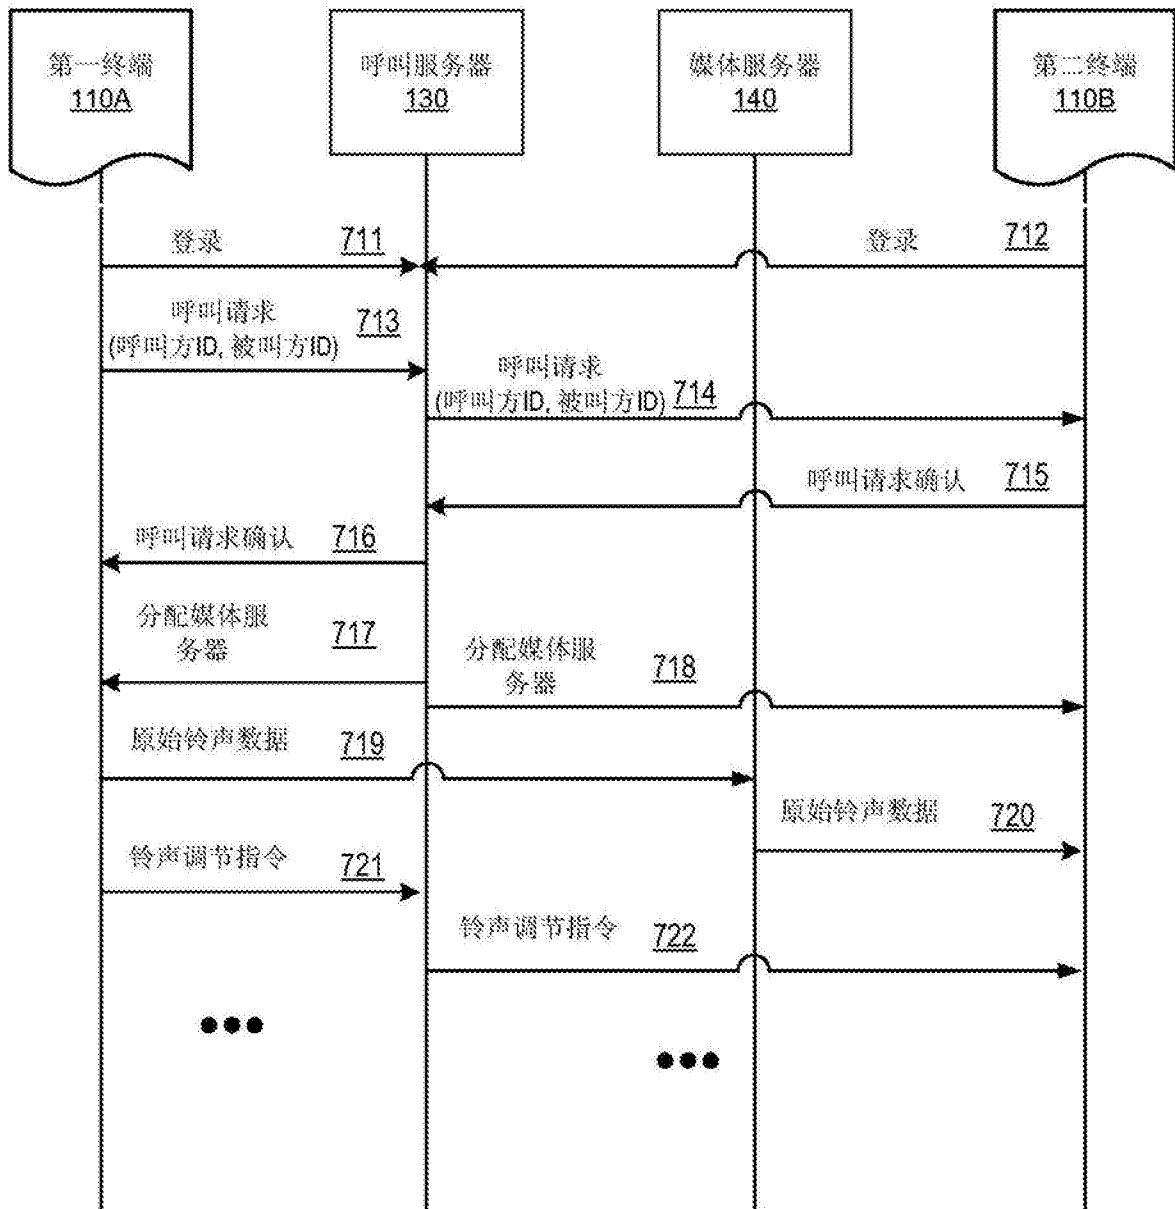 第一终端
110A
呼叫服务器
130
媒体服务器
140
第二终端
110B
登录
711
登录
712
呼叫请求
(呼叫方ID, 被叫方ID)
713
呼叫请求
(呼叫方ID, 被叫方ID)
714
呼叫请求确认
715
呼叫请求确认
716
分配媒体服
务器
717
分配媒体服
务器
718
原始铃声数据
719
原始铃声数据
720
铃声调节指令
721
铃声调节指令
722